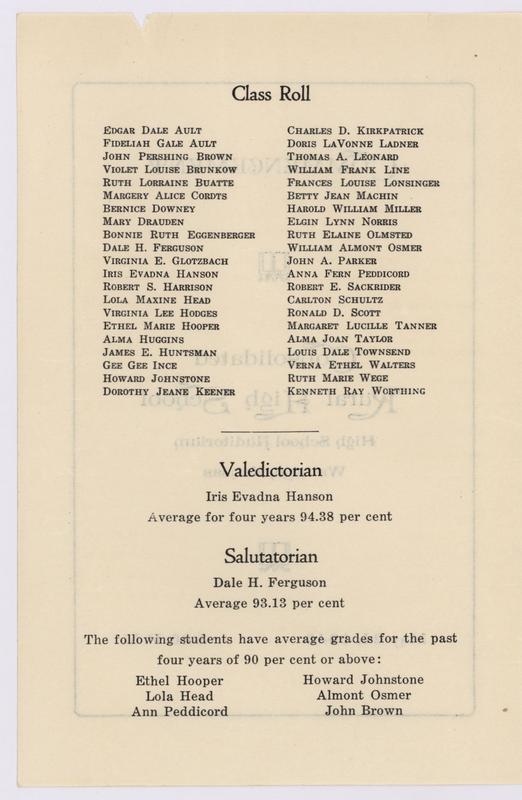 Class Roll
Edgar Dale Ault
Fideliah Gale Ault
John Pershing Brown
Violet Louise Brunkow
Ruth Lorraine Buatte
Margery Alice Cordts
Bernice Downey
Mary Drauden
Bonnie Ruth Eggenberger
Dale H. Ferguson
Virginia E. Glotzbach
Iris Evadna Hanson
Robert S. Harrison
Lola Maxine Head
Virginia Lee Hodges
Ethel Marie Hooper
Alma Huggins
James E. Huntsman
Gee Gee Ince
Howard Johnstone
Dorothy Jeane Keener
Charles D. Kirkpatrick
Doris LaVonne Ladner
Thomas A. Leonard
William Frank Line
Frances Louise Lonsinger
Betty Jean Machin
Harold William Miller
Elgin Lynn Norris
Ruth Elaine Olmsted
William Almont Osmer
John A. Parker
Anna Fern Peddicord
Robert E. Sackrider
Carlton Schultz
Ronald D. Scott
Margaret Lucille Tanner
Alma Joan Taylor
Louis Dale Townsend
Verna Ethel Walters
Ruth Marie Wege
Kenneth Ray Worthing
Valedictorian
Iris Evadna Hanson
Average for four years 94.38 per cent
Salutatorian
Dale H. Ferguson
Average 93.13 per cent
The following students have average grades for the past
four years of 90 per cent or above:
Ethel Hooper
Lola Head
Ann Peddicord
Howard Johnstone
Almont Osmer
John Brown